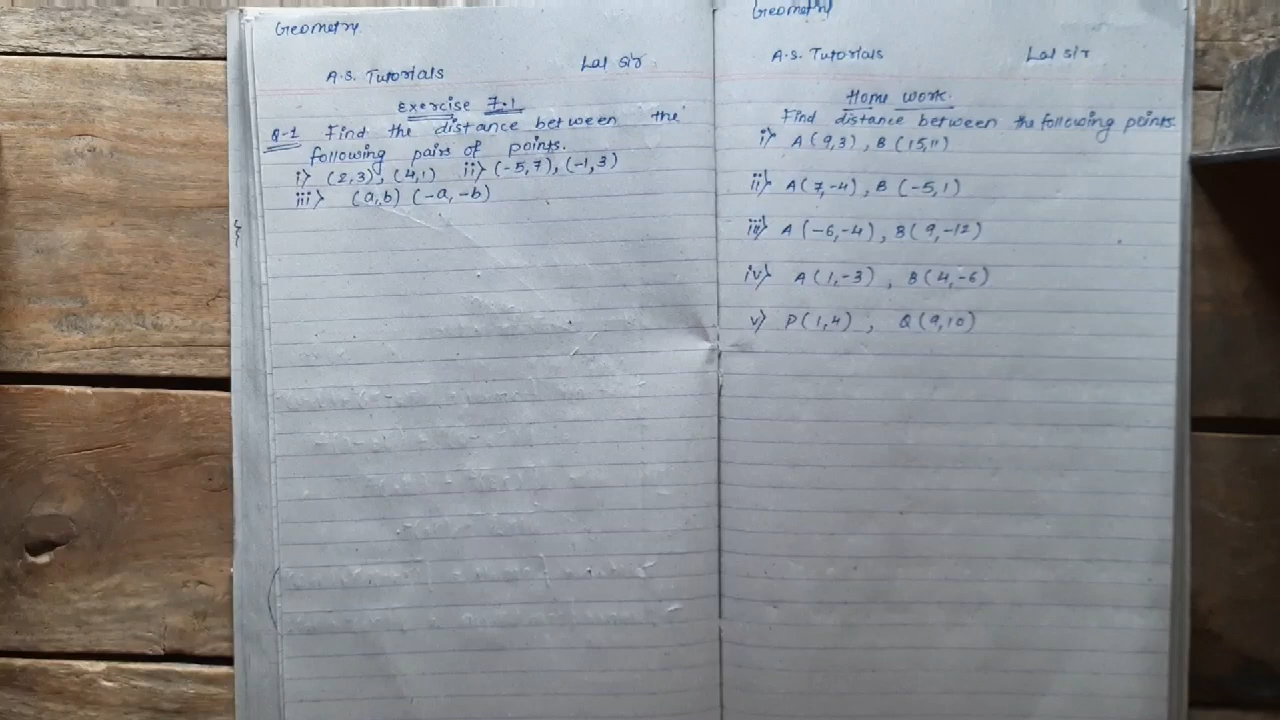 Geometry
A.S. Tutorials Lal Sir
Exercise 7.1
Q-1 Find the distance between the
following pairs of points.
i) (2,3), (4,1) ii) (-5,7), (-1,3)
iii) (a,b) (-a,-b)
Geometry
A.S. Tutorials Lal Sir
Home work.
Find distance between the following points
i) A(9,3), B(15,11)
ii) A(7,-4), B(-5,1)
iii) A(-6,-4), B(9,-12)
iv) A(1,-3), B(4,-6)
v) P(1,4), Q(9,10)